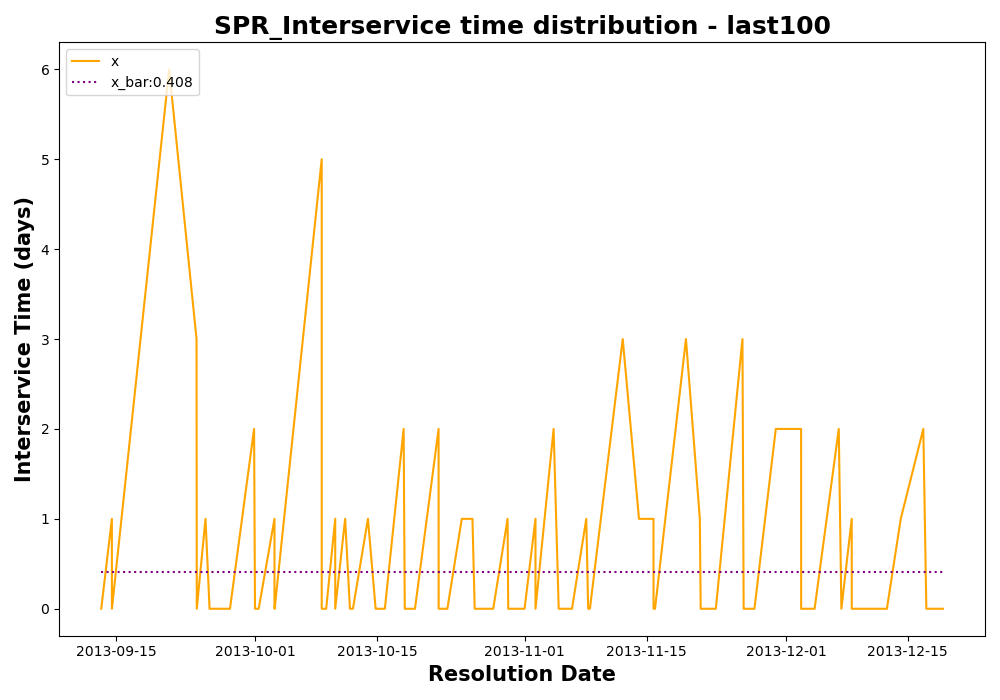 SPR_Interservice time distribution - last100
x
x_bar:0.408
6
5
4
3
2
1
0
Interservice Time (days)
2013-09-15
2013-10-01
2013-10-15
2013-11-01
2013-11-15
2013-12-01
2013-12-15
Resolution Date